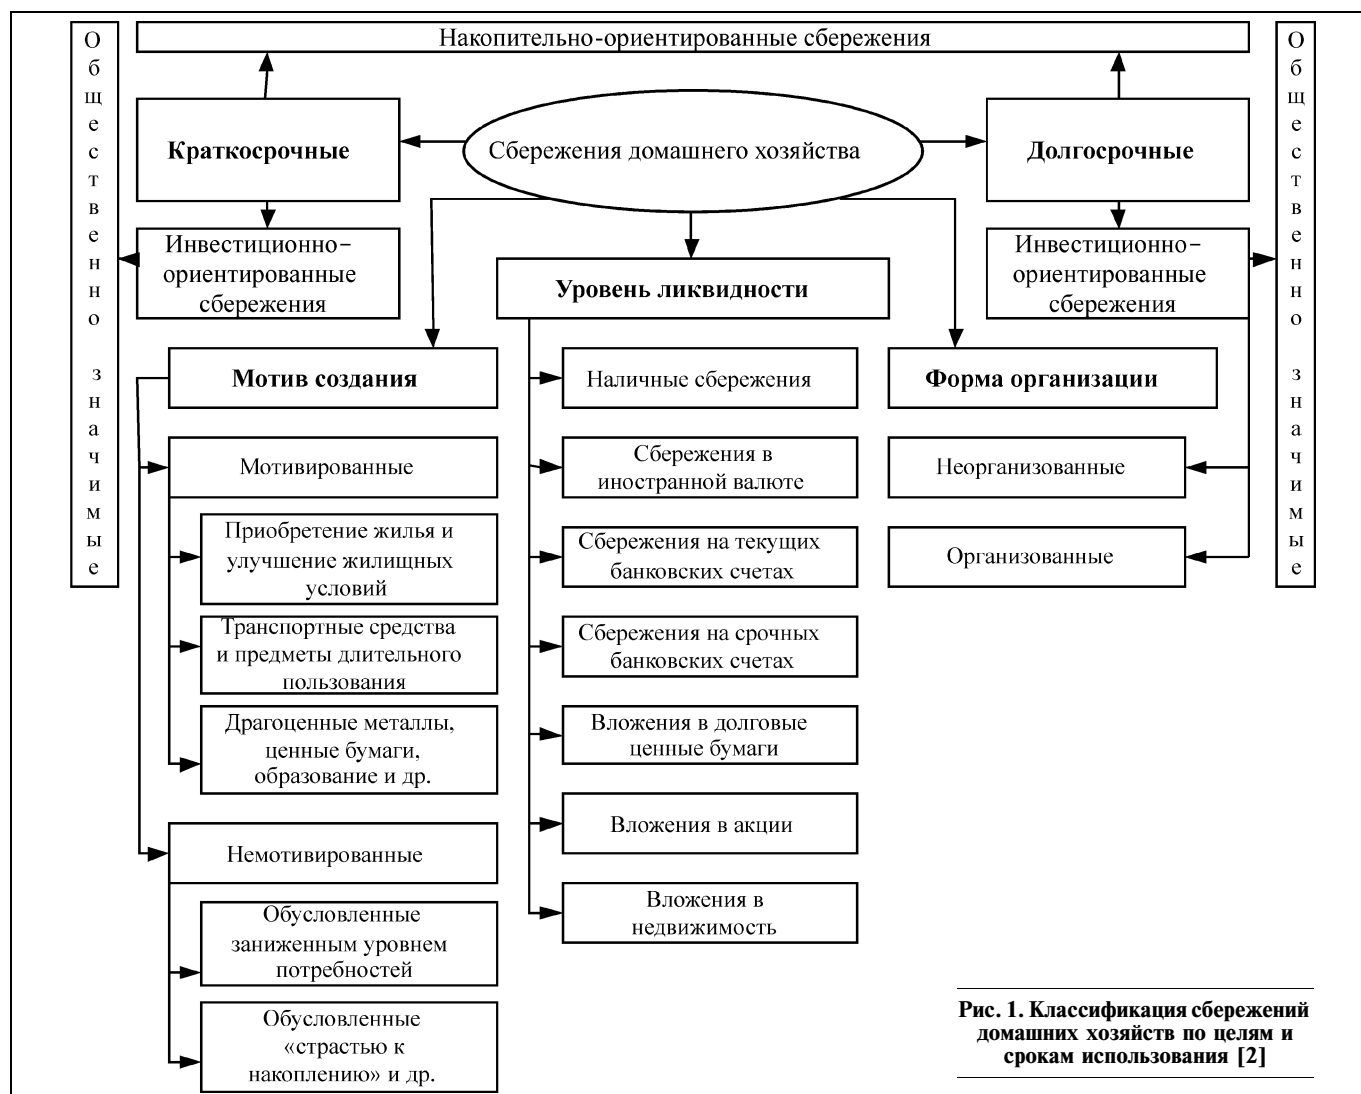 Накопительно-ориентированные сбережения
Общественно значимые
Краткосрочные
Сбережения домашнего хозяйства
Долгосрочные
Общественно значимые
Инвестиционно-
ориентированные
сбережения
Уровень ликвидности
Инвестиционно-
ориентированные
сбережения
Мотив создания
Наличные сбережения
Форма организации
Мотивированные
Сбережения в
иностранной валюте
Неорганизованные
Приобретение жилья и
улучшение жилищных
условий
Сбережения на текущих
банковских счетах
Организованные
Транспортные средства
и предметы длительного
пользования
Сбережения на срочных
банковских счетах
Драгоценные металлы,
ценные бумаги,
образование и др.
Вложения в долговые
ценные бумаги
Немотивированные
Вложения в акции
Обусловленные
заниженным уровнем
потребностей
Вложения в
недвижимость
Обусловленные
«страстью к
накоплению» и др.
Рис. 1. Классификация сбережений
домашних хозяйств по целям и
срокам использования [2]